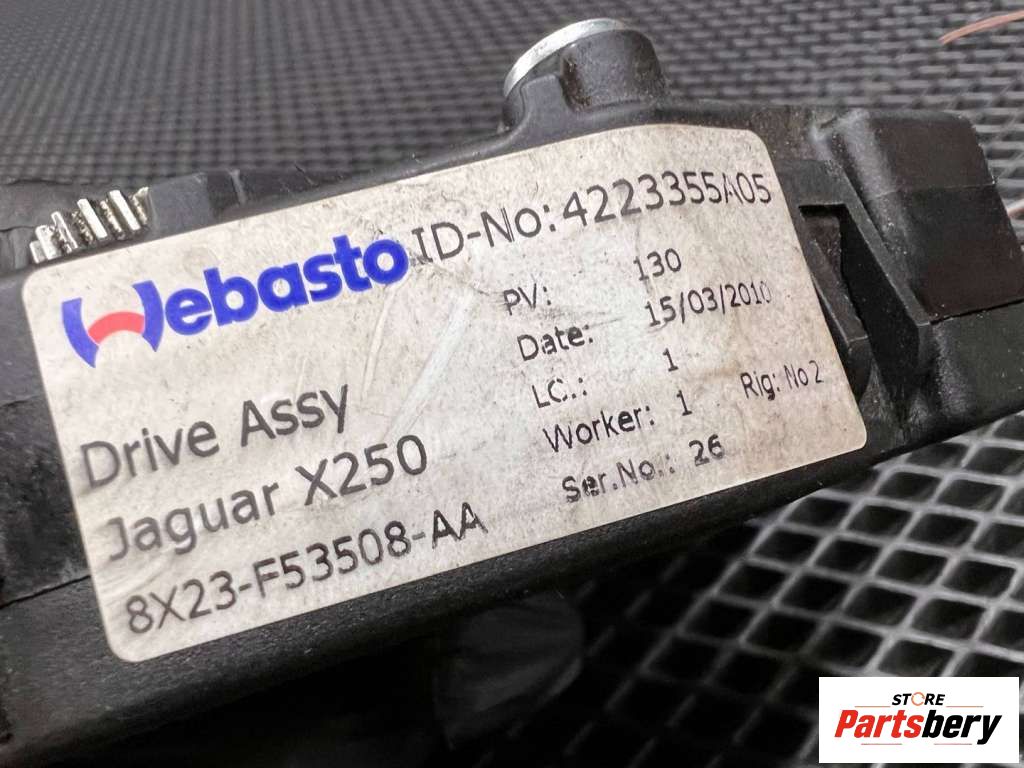 Webasto ID-No: 4223355A05
PV: 130
Date: 15/03/2010
LC.: 1
Worker: 1 Rig: No 2
Ser.No.: 26
Drive Assy
Jaguar X250
8X23-F53508-AA
STORE
Partsbery